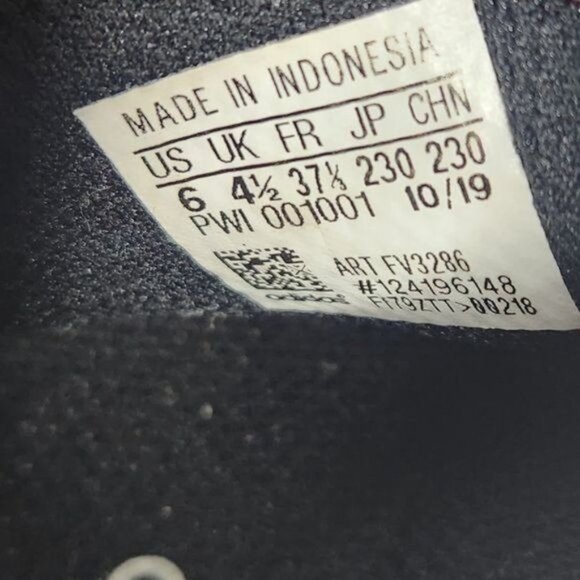 MADE IN INDONESIA
US UK FR JP CHN
6 4½ 37⅓ 230 230
PWI 001001 10/19
ART FV3286
#124196148
adidas